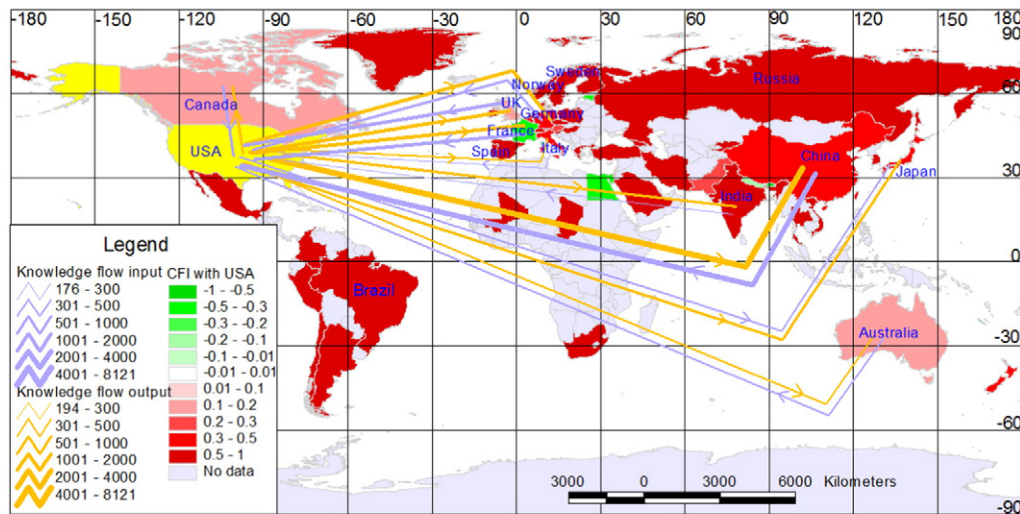 -180 -150 -120 -90 -60 -30 0 30 60 90 120 150 180
90 90
60 60
30 30
0 0
-30 -30
-60 -60
-90
Canada
USA
Sweden
Norway
UK
Germany
France
Spain
Italy
Russia
China
Japan
India
Brazil
Australia
Legend
Knowledge flow input
176 - 300
301 - 500
501 - 1000
1001 - 2000
2001 - 4000
4001 - 8121
Knowledge flow output
194 - 300
301 - 500
501 - 1000
1001 - 2000
2001 - 4000
4001 - 8121
CFI with USA
-1 - -0.5
-0.5 - -0.3
-0.3 - -0.2
-0.2 - -0.1
-0.1 - -0.01
-0.01 - 0.01
0.01 - 0.1
0.1 - 0.2
0.2 - 0.3
0.3 - 0.5
0.5 - 1
No data
3000 0 3000 6000 Kilometers